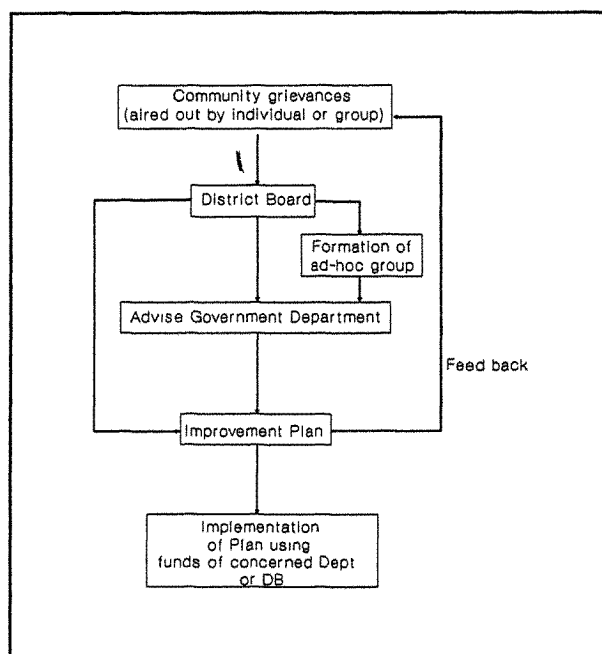 Community grievances
(aired out by individual or group)
District Board
Formation of
ad-hoc group
Advise Government Department
Feed back
Improvement Plan
Implementation
of Plan using
funds of concerned Dept
or DB